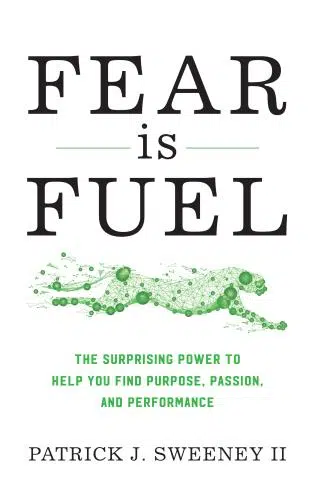 FEAR
is
FUEL
THE SURPRISING POWER TO
HELP YOU FIND PURPOSE, PASSION,
AND PERFORMANCE
PATRICK J. SWEENEY II